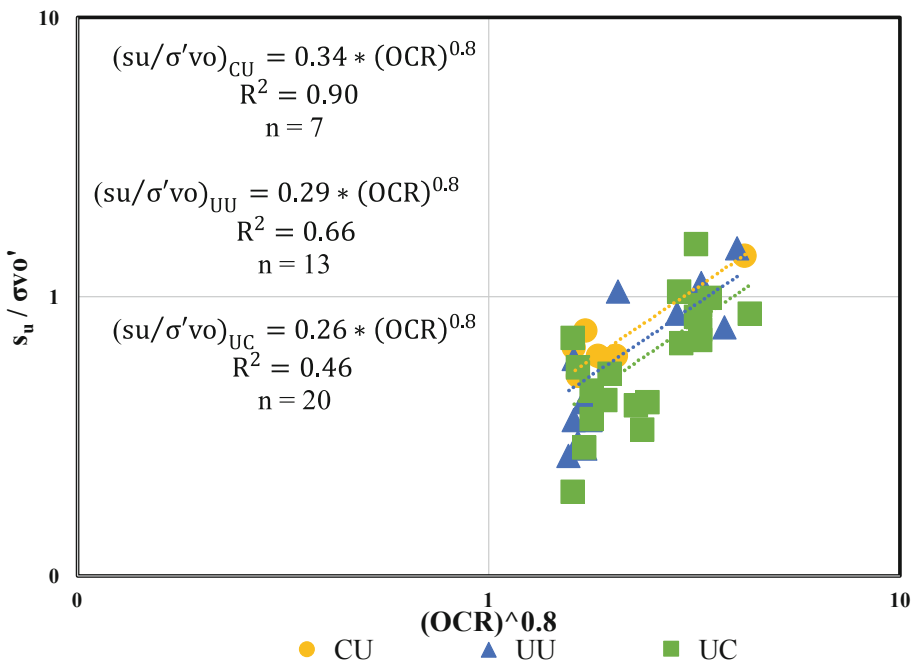 10
(su/σ′vo)CU = 0.34 * (OCR)^0.8
R² = 0.90
n = 7
(su/σ′vo)UU = 0.29 * (OCR)^0.8
R² = 0.66
n = 13
1
(su/σ′vo)UC = 0.26 * (OCR)^0.8
R² = 0.46
n = 20
su / σvo'
0
0
1
10
(OCR)^0.8
CU
UU
UC